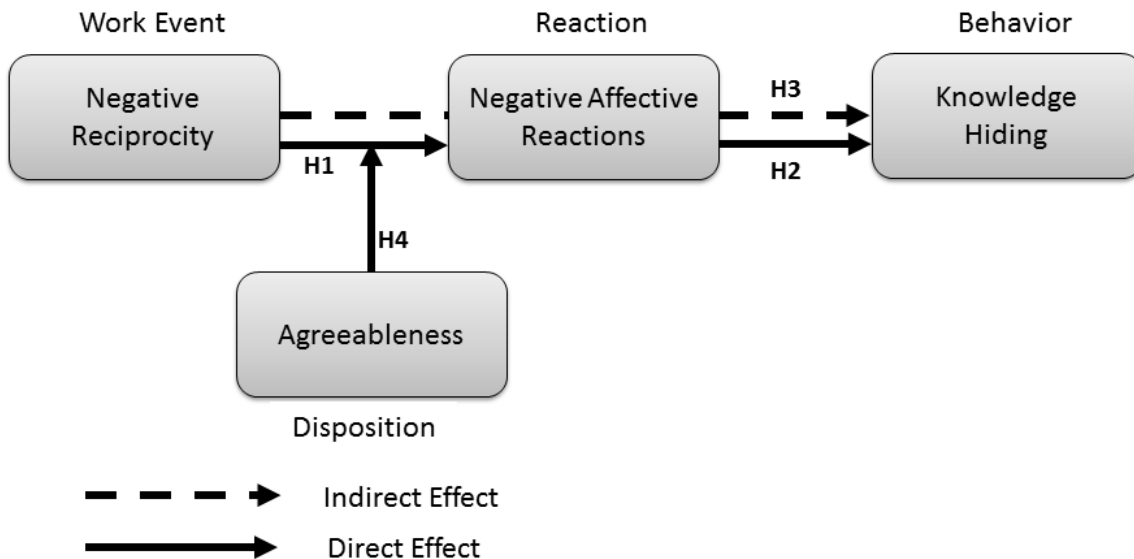 Work Event
Reaction
Behavior
Negative
Reciprocity
Negative Affective
Reactions
Knowledge
Hiding
H3
H1
H2
H4
Agreeableness
Disposition
Indirect Effect
Direct Effect